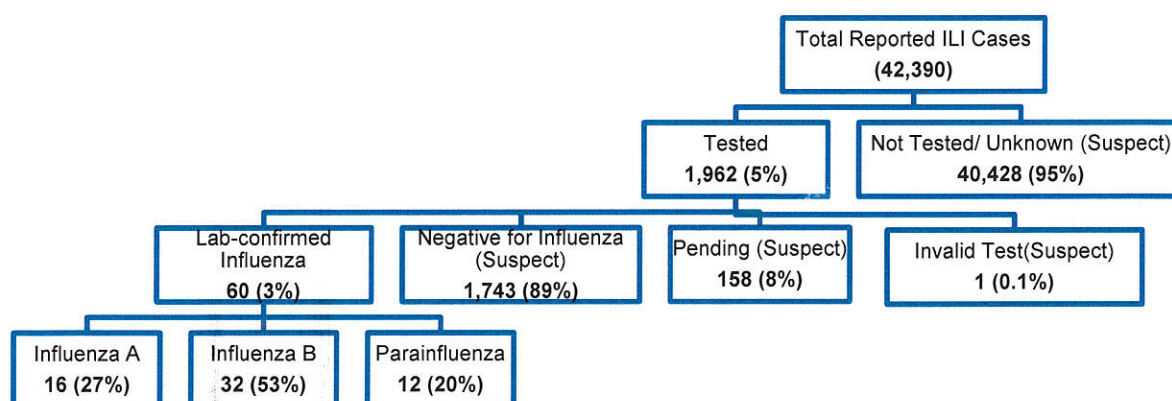 Total Reported ILI Cases
(42,390)
Tested
1,962 (5%)
Not Tested/ Unknown (Suspect)
40,428 (95%)
Lab-confirmed
Influenza
60 (3%)
Negative for Influenza
(Suspect)
1,743 (89%)
Pending (Suspect)
158 (8%)
Invalid Test(Suspect)
1 (0.1%)
Influenza A
16 (27%)
Influenza B
32 (53%)
Parainfluenza
12 (20%)